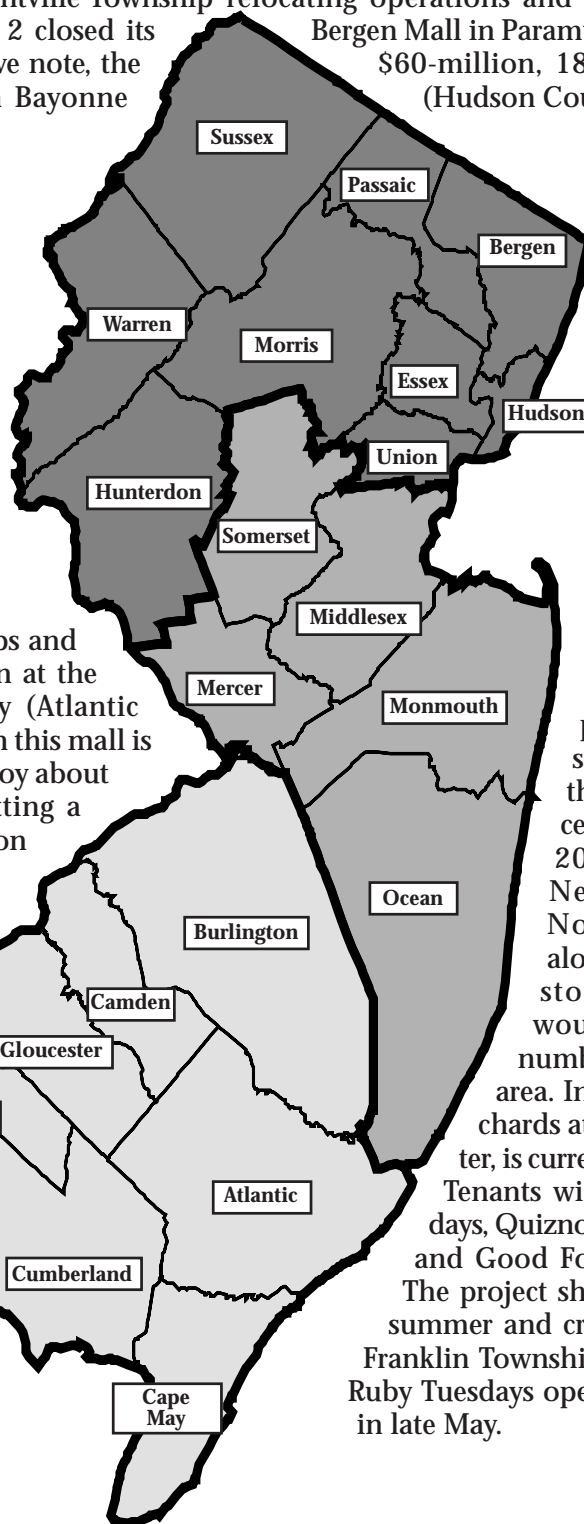 ntville Township relocating operations and
2 closed its
ve note, the
Bayonne
Bergen Mall in Param
$60-million, 18
(Hudson Cou
Sussex
Passaic
Bergen
Warren
Morris
Essex
Hudson
Union
Hunterdon
Somerset
Middlesex
Mercer
Monmouth
ps and
n at the
y (Atlantic
n this mall is
oy about
tting a
on
s
th
ce
20
Ne
No
alo
sto
wou
numb
area. In
chards at
ter, is curre
Tenants wi
days, Quizno
and Good Fo
The project sh
summer and cr
Franklin Townshi
Ruby Tuesdays ope
in late May.
Ocean
Burlington
Camden
Gloucester
Atlantic
Cumberland
Cape
May